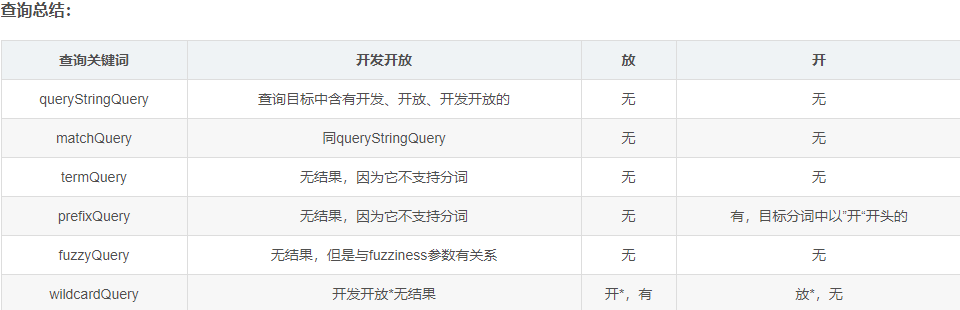 查询总结：
查询关键词 开发开放 放 开
queryStringQuery 查询目标中含有开发、开放、开发开放的 无 无
matchQuery 同queryStringQuery 无 无
termQuery 无结果，因为它不支持分词 无 无
prefixQuery 无结果，因为它不支持分词 无 有，目标分词中以”开“开头的
fuzzyQuery 无结果，但是与fuzziness参数有关系 无 无
wildcardQuery 开发开放*无结果 开*，有 放*，无